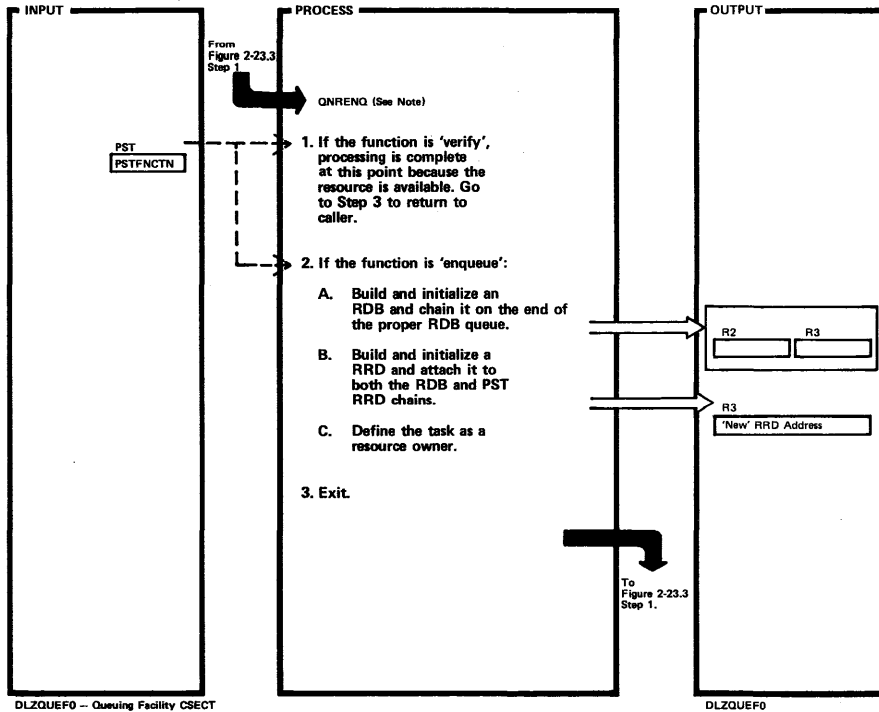 INPUT
PROCESS
OUTPUT
From
Figure 2-23.3
Step 1
QNRENQ (See Note)
PST
PSTFNCTN
1. If the function is 'verify',
processing is complete
at this point because the
resource is available. Go
to Step 3 to return to
caller.
2. If the function is 'enqueue':
A. Build and initialize an
RDB and chain it on the end of
the proper RDB queue.
B. Build and initialize a
RRD and attach it to
both the RDB and PST
RRD chains.
C. Define the task as a
resource owner.
3. Exit.
R2 R3
R3
'New' RRD Address
To
Figure 2-23.3
Step 1.
DLZQUEF0 -- Queuing Facility CSECT
DLZQUEF0